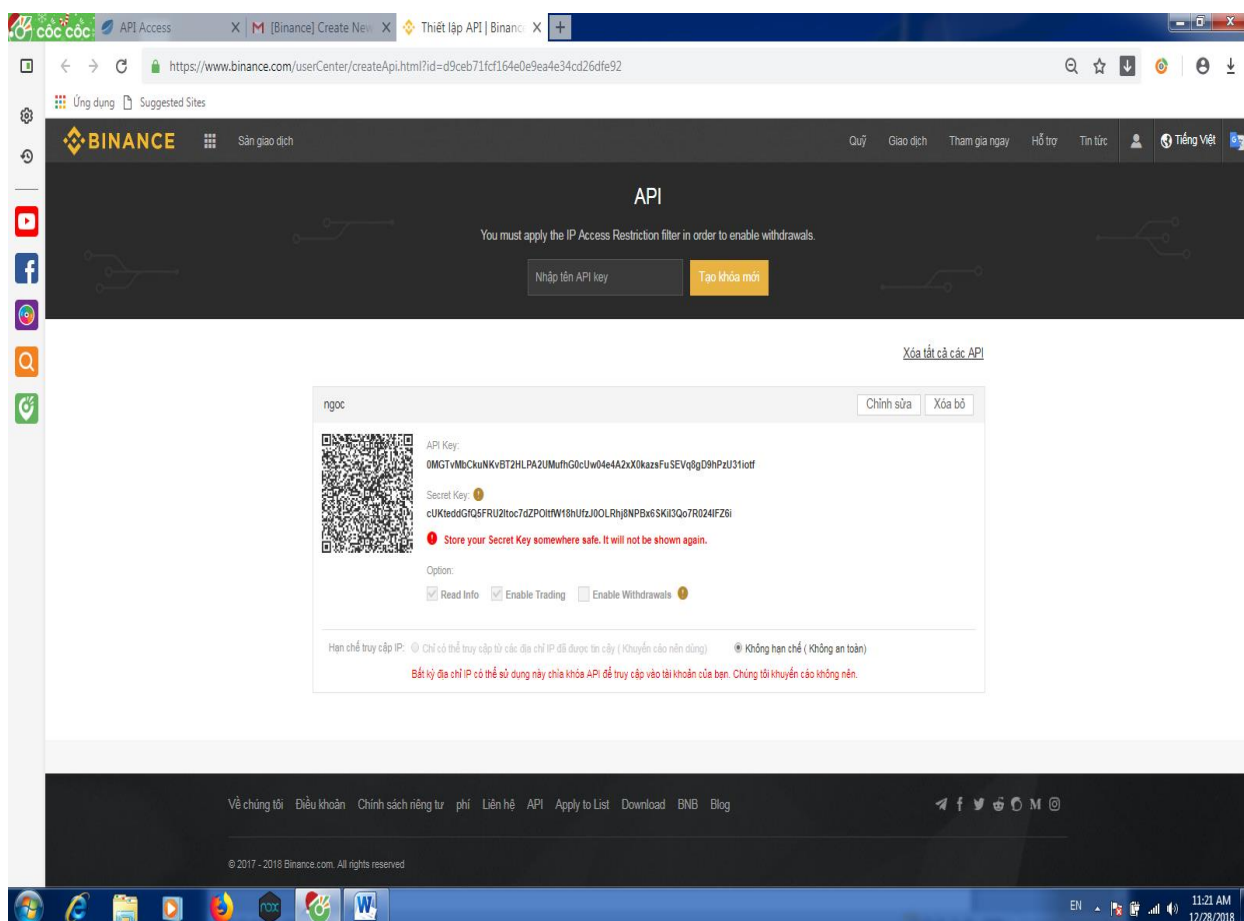 cốc cốc
API Access
[Binance] Create New
Thiết lập API | Binanc
https://www.binance.com/userCenter/createApi.html?id=d9ceb71fcf164e0e9ea4e34cd26dfe92
Ứng dụng Suggested Sites
BINANCE Sàn giao dịch Quỹ Giao dịch Tham gia ngay Hỗ trợ Tin tức Tiếng Việt
API
You must apply the IP Access Restriction filter in order to enable withdrawals.
Nhập tên API key Tạo khóa mới
Xóa tất cả các API
ngoc Chỉnh sửa Xóa bỏ
API Key:
Secret Key:
Store your Secret Key somewhere safe. It will not be shown again.
Option:
Read Info Enable Trading Enable Withdrawals
Hạn chế truy cập IP: Chỉ có thể truy cập từ các địa chỉ IP đã được tin cậy ( Khuyến cáo nên dùng) Không hạn chế ( Không an toàn)
Bất kỳ địa chỉ IP có thể sử dụng này chìa khóa API để truy cập vào tài khoản của bạn. Chúng tôi khuyến cáo không nên.
Về chúng tôi Điều khoản Chính sách riêng tư phí Liên hệ API Apply to List Download BNB Blog
© 2017 - 2018 Binance.com. All rights reserved
nox
W
EN 11:21 AM
12/28/2018